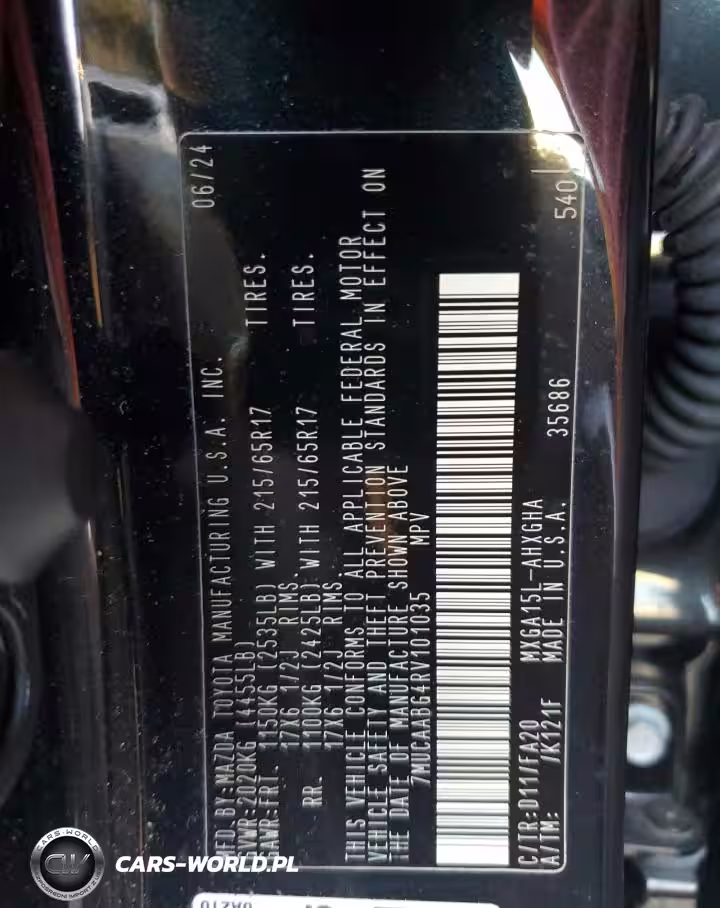 MFD. BY:MAZDA TOYOTA MANUFACTURING U.S.A. INC. 06/24
GVWR:2020KG (4455LB)
GAWR:FRT. 1150KG (2535LB) WITH 215/65R17 TIRES.
17X6 1/2J RIMS.
RR. 1100KG (2425LB) WITH 215/65R17 TIRES.
17X6 1/2J RIMS.
THIS VEHICLE CONFORMS TO ALL APPLICABLE FEDERAL MOTOR
VEHICLE SAFETY AND THEFT PREVENTION STANDARDS IN EFFECT ON
THE DATE OF MANUFACTURE SHOWN ABOVE
7MUCAABG4RV101035 MPV
C/TR:D11/FA20 MXGA15L-AHXGHA
A/TM: /K121F MADE IN U.S.A. 35686 540
CARS-WORLD.PL